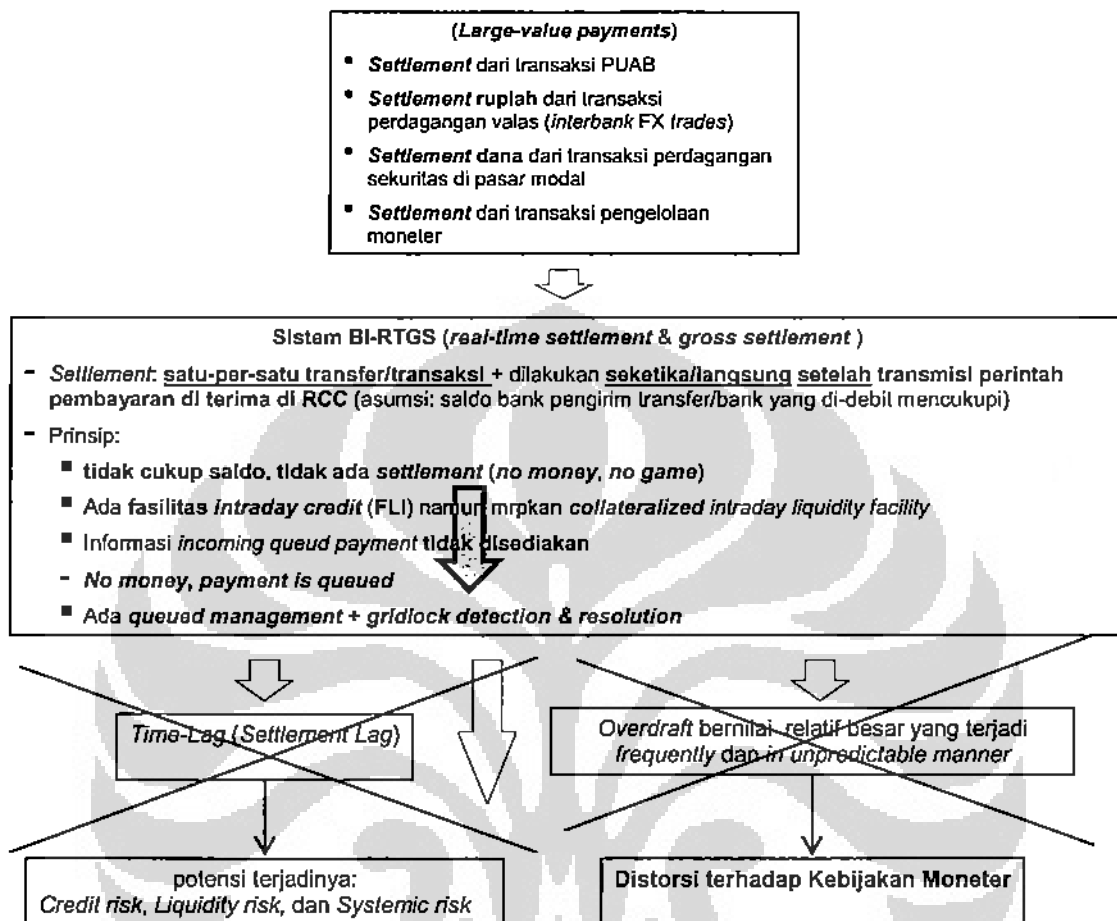 (Large-value payments)
• Settlement dari transaksi PUAB
• Settlement rupiah dari transaksi
perdagangan valas (interbank FX trades)
• Settlement dana dari transaksi perdagangan
sekuritas di pasar modal
• Settlement dari transaksi pengelolaan
moneter
Sistem BI-RTGS (real-time settlement & gross settlement )
- Settlement: satu-per-satu transfer/transaksi + dilakukan seketika/langsung setelah transmisi perintah
pembayaran di terima di RCC (asumsi: saldo bank pengirim transfer/bank yang di-debil mencukupi)
- Prinsip:
■ tidak cukup saldo, tidak ada settlement (no money, no game)
■ Ada fasilitas intraday credit (FLI) namun mrpkan collateralized intraday liquidity facility
■ Informasi incoming queud payment tidak disediakan
- No money, payment is queued
■ Ada queued management + gridlock detection & resolution
Time-Lag (Settlement Lag)
Overdraft bernilai relatif besar yang terjadi
frequently dan in unpredictable manner
potensi terjadinya:
Credit risk, Liquidity risk, dan Systemic risk
Distorsi terhadap Kebijakan Moneter